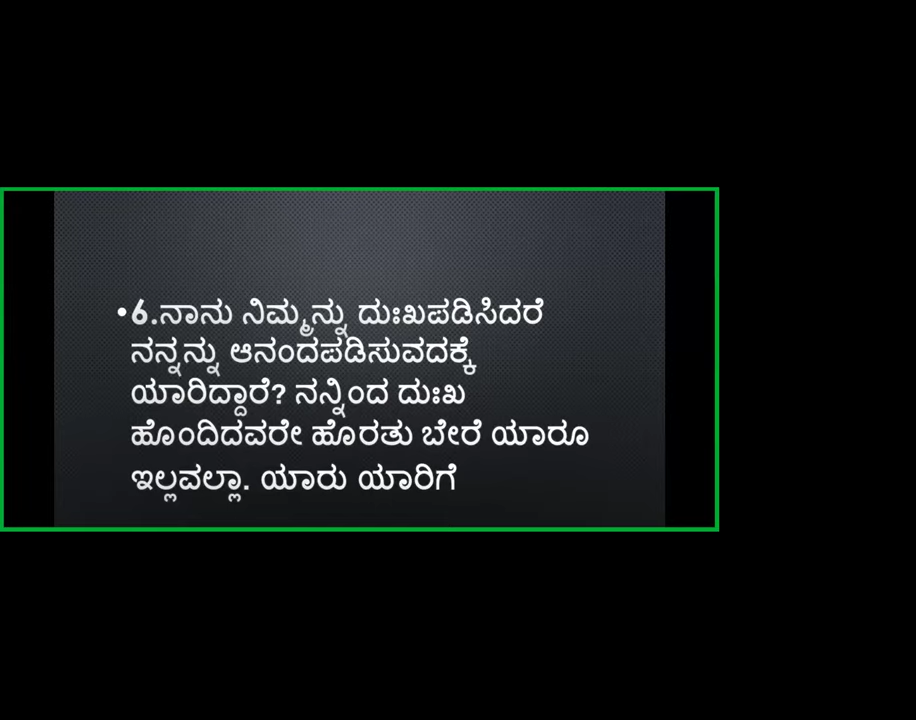 •6.ನಾನು ನಿಮ್ಮನ್ನು ದುಃಖಪಡಿಸಿದರೆ
ನನ್ನನ್ನು ಆನಂದಪಡಿಸುವದಕ್ಕೆ
ಯಾರಿದ್ದಾರೆ? ನನ್ನಿಂದ ದುಃಖ
ಹೊಂದಿದವರೇ ಹೊರತು ಬೇರೆ ಯಾರೂ
ಇಲ್ಲವಲ್ಲಾ. ಯಾರು ಯಾರಿಗೆ